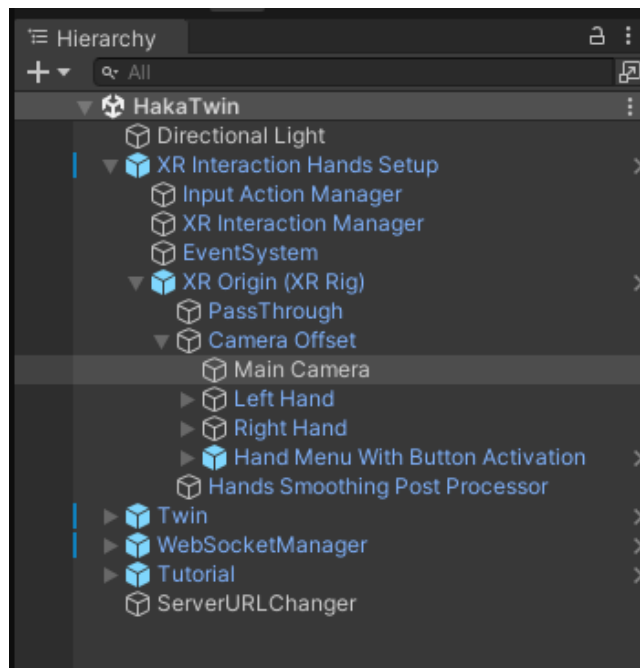 Hierarchy
All
HakaTwin
Directional Light
XR Interaction Hands Setup
Input Action Manager
XR Interaction Manager
EventSystem
XR Origin (XR Rig)
PassThrough
Camera Offset
Main Camera
Left Hand
Right Hand
Hand Menu With Button Activation
Hands Smoothing Post Processor
Twin
WebSocketManager
Tutorial
ServerURLChanger